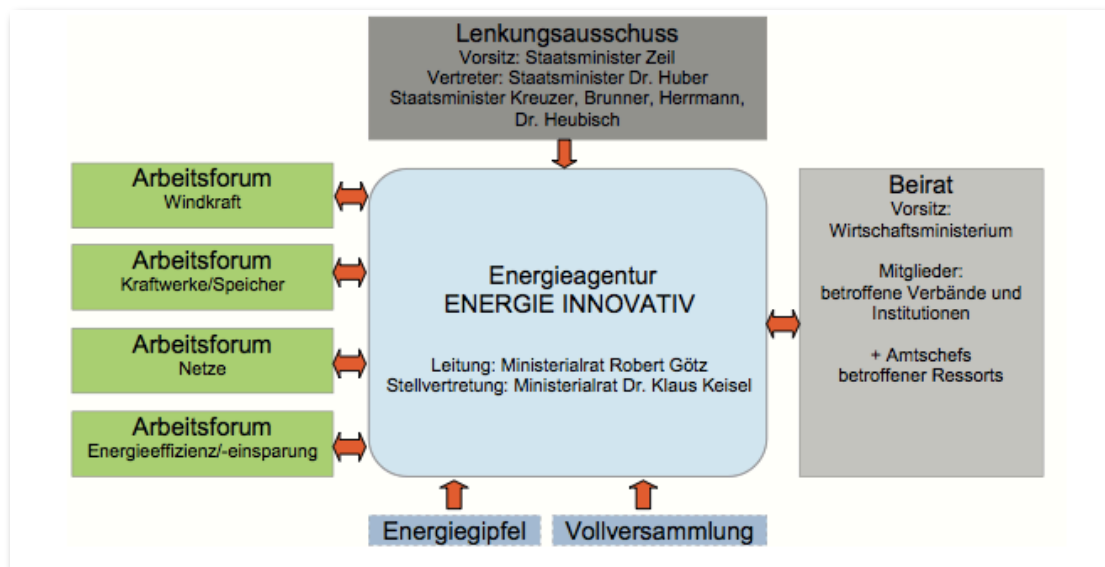 Lenkungsausschuss
Vorsitz: Staatsminister Zeil
Vertreter: Staatsminister Dr. Huber
Staatsminister Kreuzer, Brunner, Herrmann,
Dr. Heubisch
Arbeitsforum
Windkraft
Arbeitsforum
Kraftwerke/Speicher
Arbeitsforum
Netze
Arbeitsforum
Energieeffizienz/-einsparung
Energieagentur
ENERGIE INNOVATIV
Leitung: Ministerialrat Robert Götz
Stellvertretung: Ministerialrat Dr. Klaus Keisel
Beirat
Vorsitz:
Wirtschaftsministerium
Mitglieder:
betroffene Verbände und
Institutionen
+ Amtschefs
betroffener Ressorts
Energiegipfel
Vollversammlung